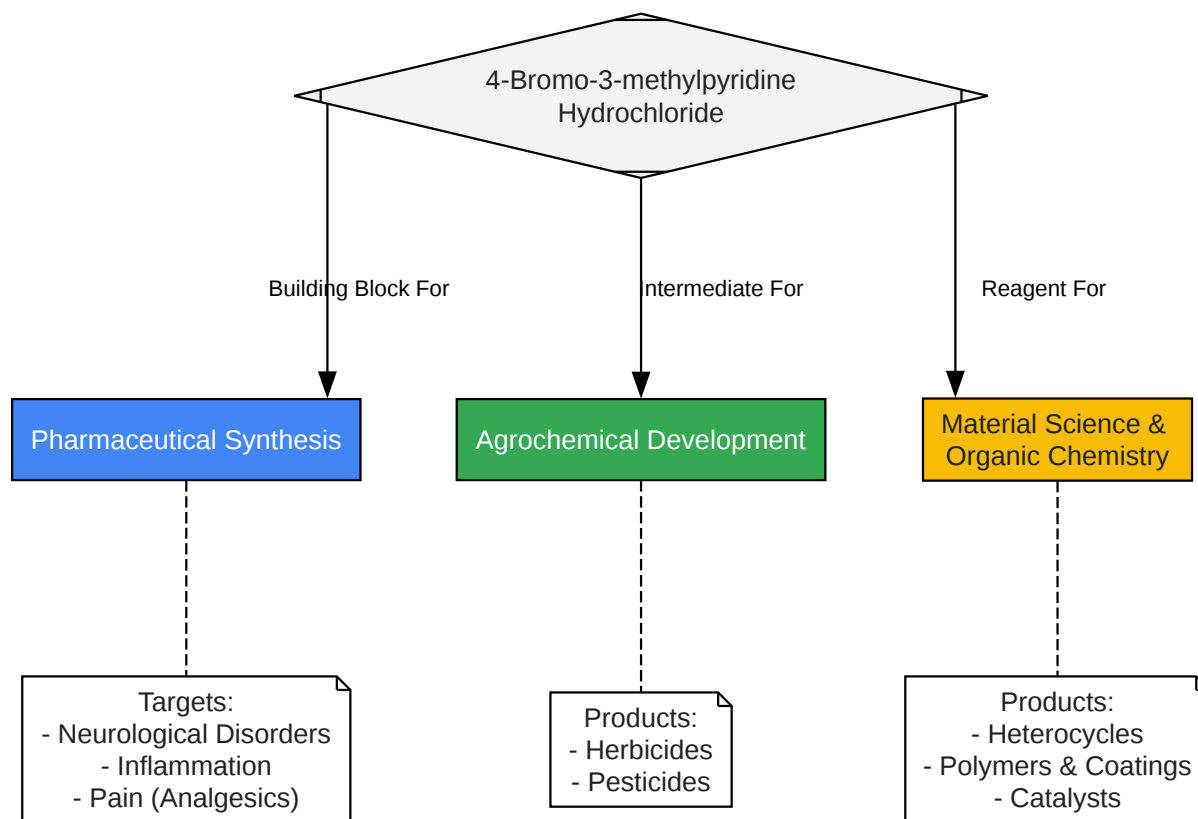 4-Bromo-3-methylpyridine
Hydrochloride
Building Block For
Intermediate For
Reagent For
Pharmaceutical Synthesis
Agrochemical Development
Material Science &
Organic Chemistry
Targets:
- Neurological Disorders
- Inflammation
- Pain (Analgesics)
Products:
- Herbicides
- Pesticides
Products:
- Heterocycles
- Polymers & Coatings
- Catalysts